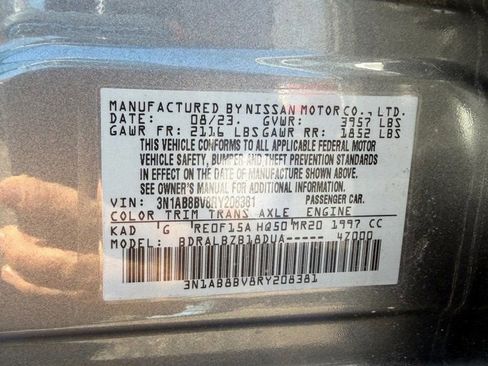 MANUFACTURED BY NISSAN MOTOR CO., LTD.
DATE: 08/23. GVWR: 3957 LBS
GAWR FR: 2116 LBS GAWR RR: 1852 LBS
THIS VEHICLE CONFORMS TO ALL APPLICABLE FEDERAL MOTOR
VEHICLE SAFETY, BUMPER AND THEFT PREVENTION STANDARDS
IN EFFECT ON THE DATE OF MANUFACTURE SHOWN ABOVE.
SEE OWNER'S MANUAL FOR ADDITIONAL INFORMATION.
VIN: 3N1AB8BV8RY208381 PASSENGER CAR.
COLOR TRIM TRANS AXLE ENGINE
KAD G RE0F15A HQ50 MR20 1997 CC
MODEL: BDRALBZB18DUA----- 47000
3N1AB8BV8RY208381